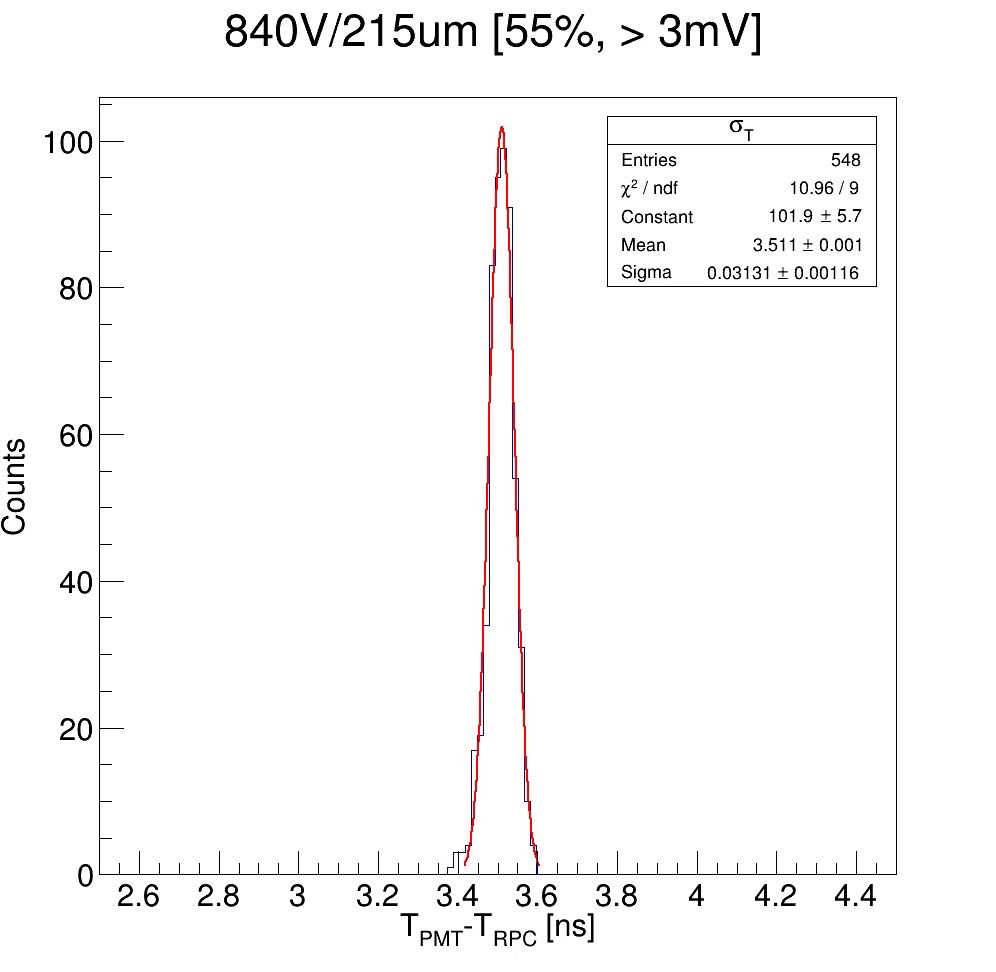 840V/215um [55%, > 3mV]
σT
Entries 548
χ² / ndf 10.96 / 9
Constant 101.9 ± 5.7
Mean 3.511 ± 0.001
Sigma 0.03131 ± 0.00116
100
80
60
40
20
0
Counts
2.6 2.8 3 3.2 3.4 3.6 3.8 4 4.2 4.4
TPMT-TRPC [ns]